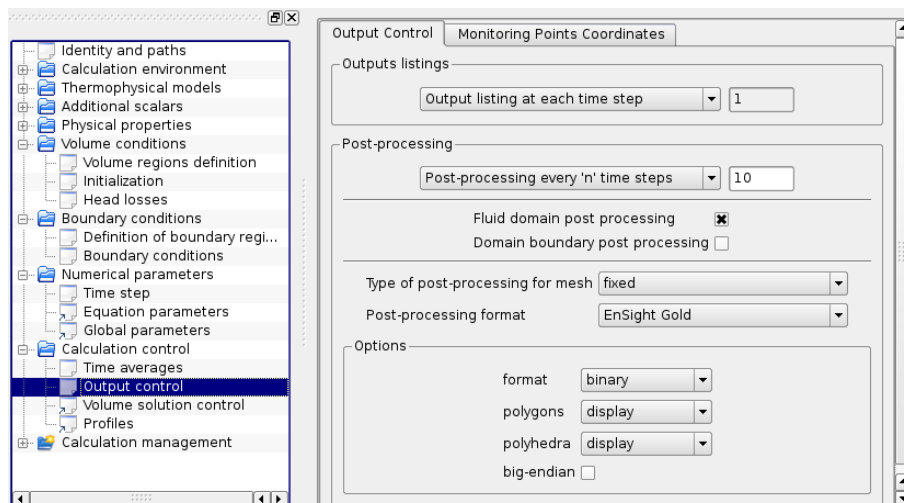 Identity and paths
Calculation environment
Thermophysical models
Additional scalars
Physical properties
Volume conditions
Volume regions definition
Initialization
Head losses
Boundary conditions
Definition of boundary regi...
Boundary conditions
Numerical parameters
Time step
Equation parameters
Global parameters
Calculation control
Time averages
Output control
Volume solution control
Profiles
Calculation management
Output Control Monitoring Points Coordinates
Outputs listings
Output listing at each time step 1
Post-processing
Post-processing every 'n' time steps 10
Fluid domain post processing
Domain boundary post processing
Type of post-processing for mesh fixed
Post-processing format EnSight Gold
Options
format binary
polygons display
polyhedra display
big-endian